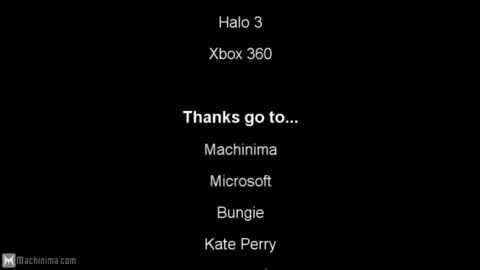 Halo 3
Xbox 360
Thanks go to...
Machinima
Microsoft
Bungie
Kate Perry
Machinima.com